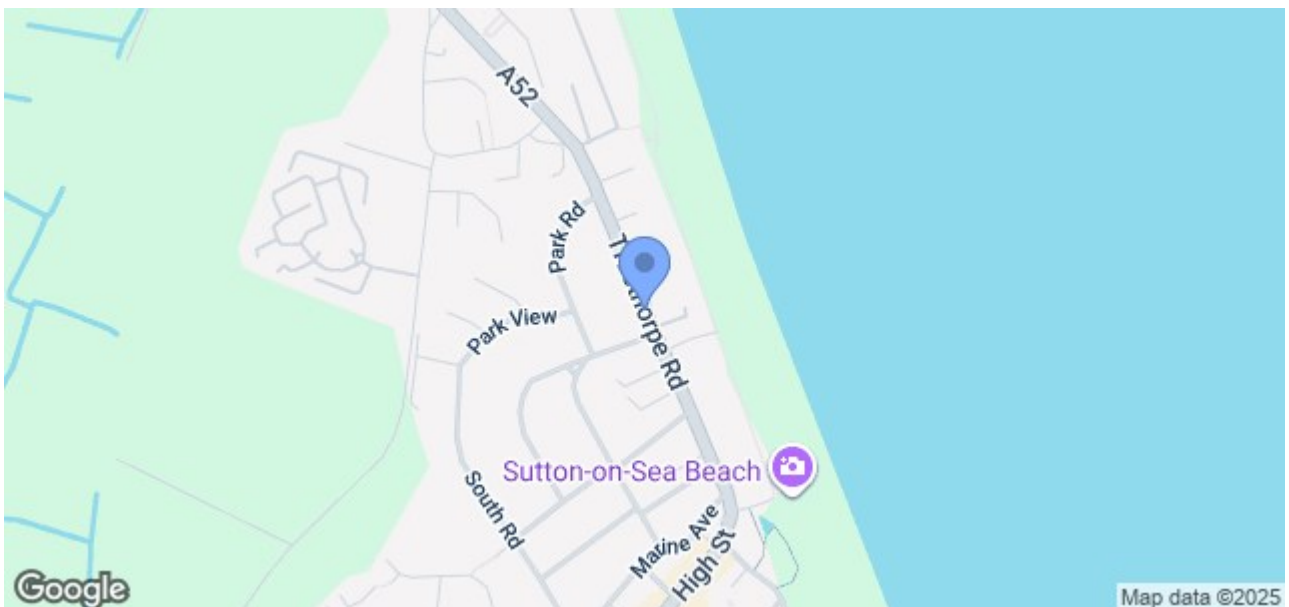 A52
Park Rd
Park View
Rd
Sutton-on-Sea Beach
South Rd
Marine Ave
High St
Google
Map data ©2025